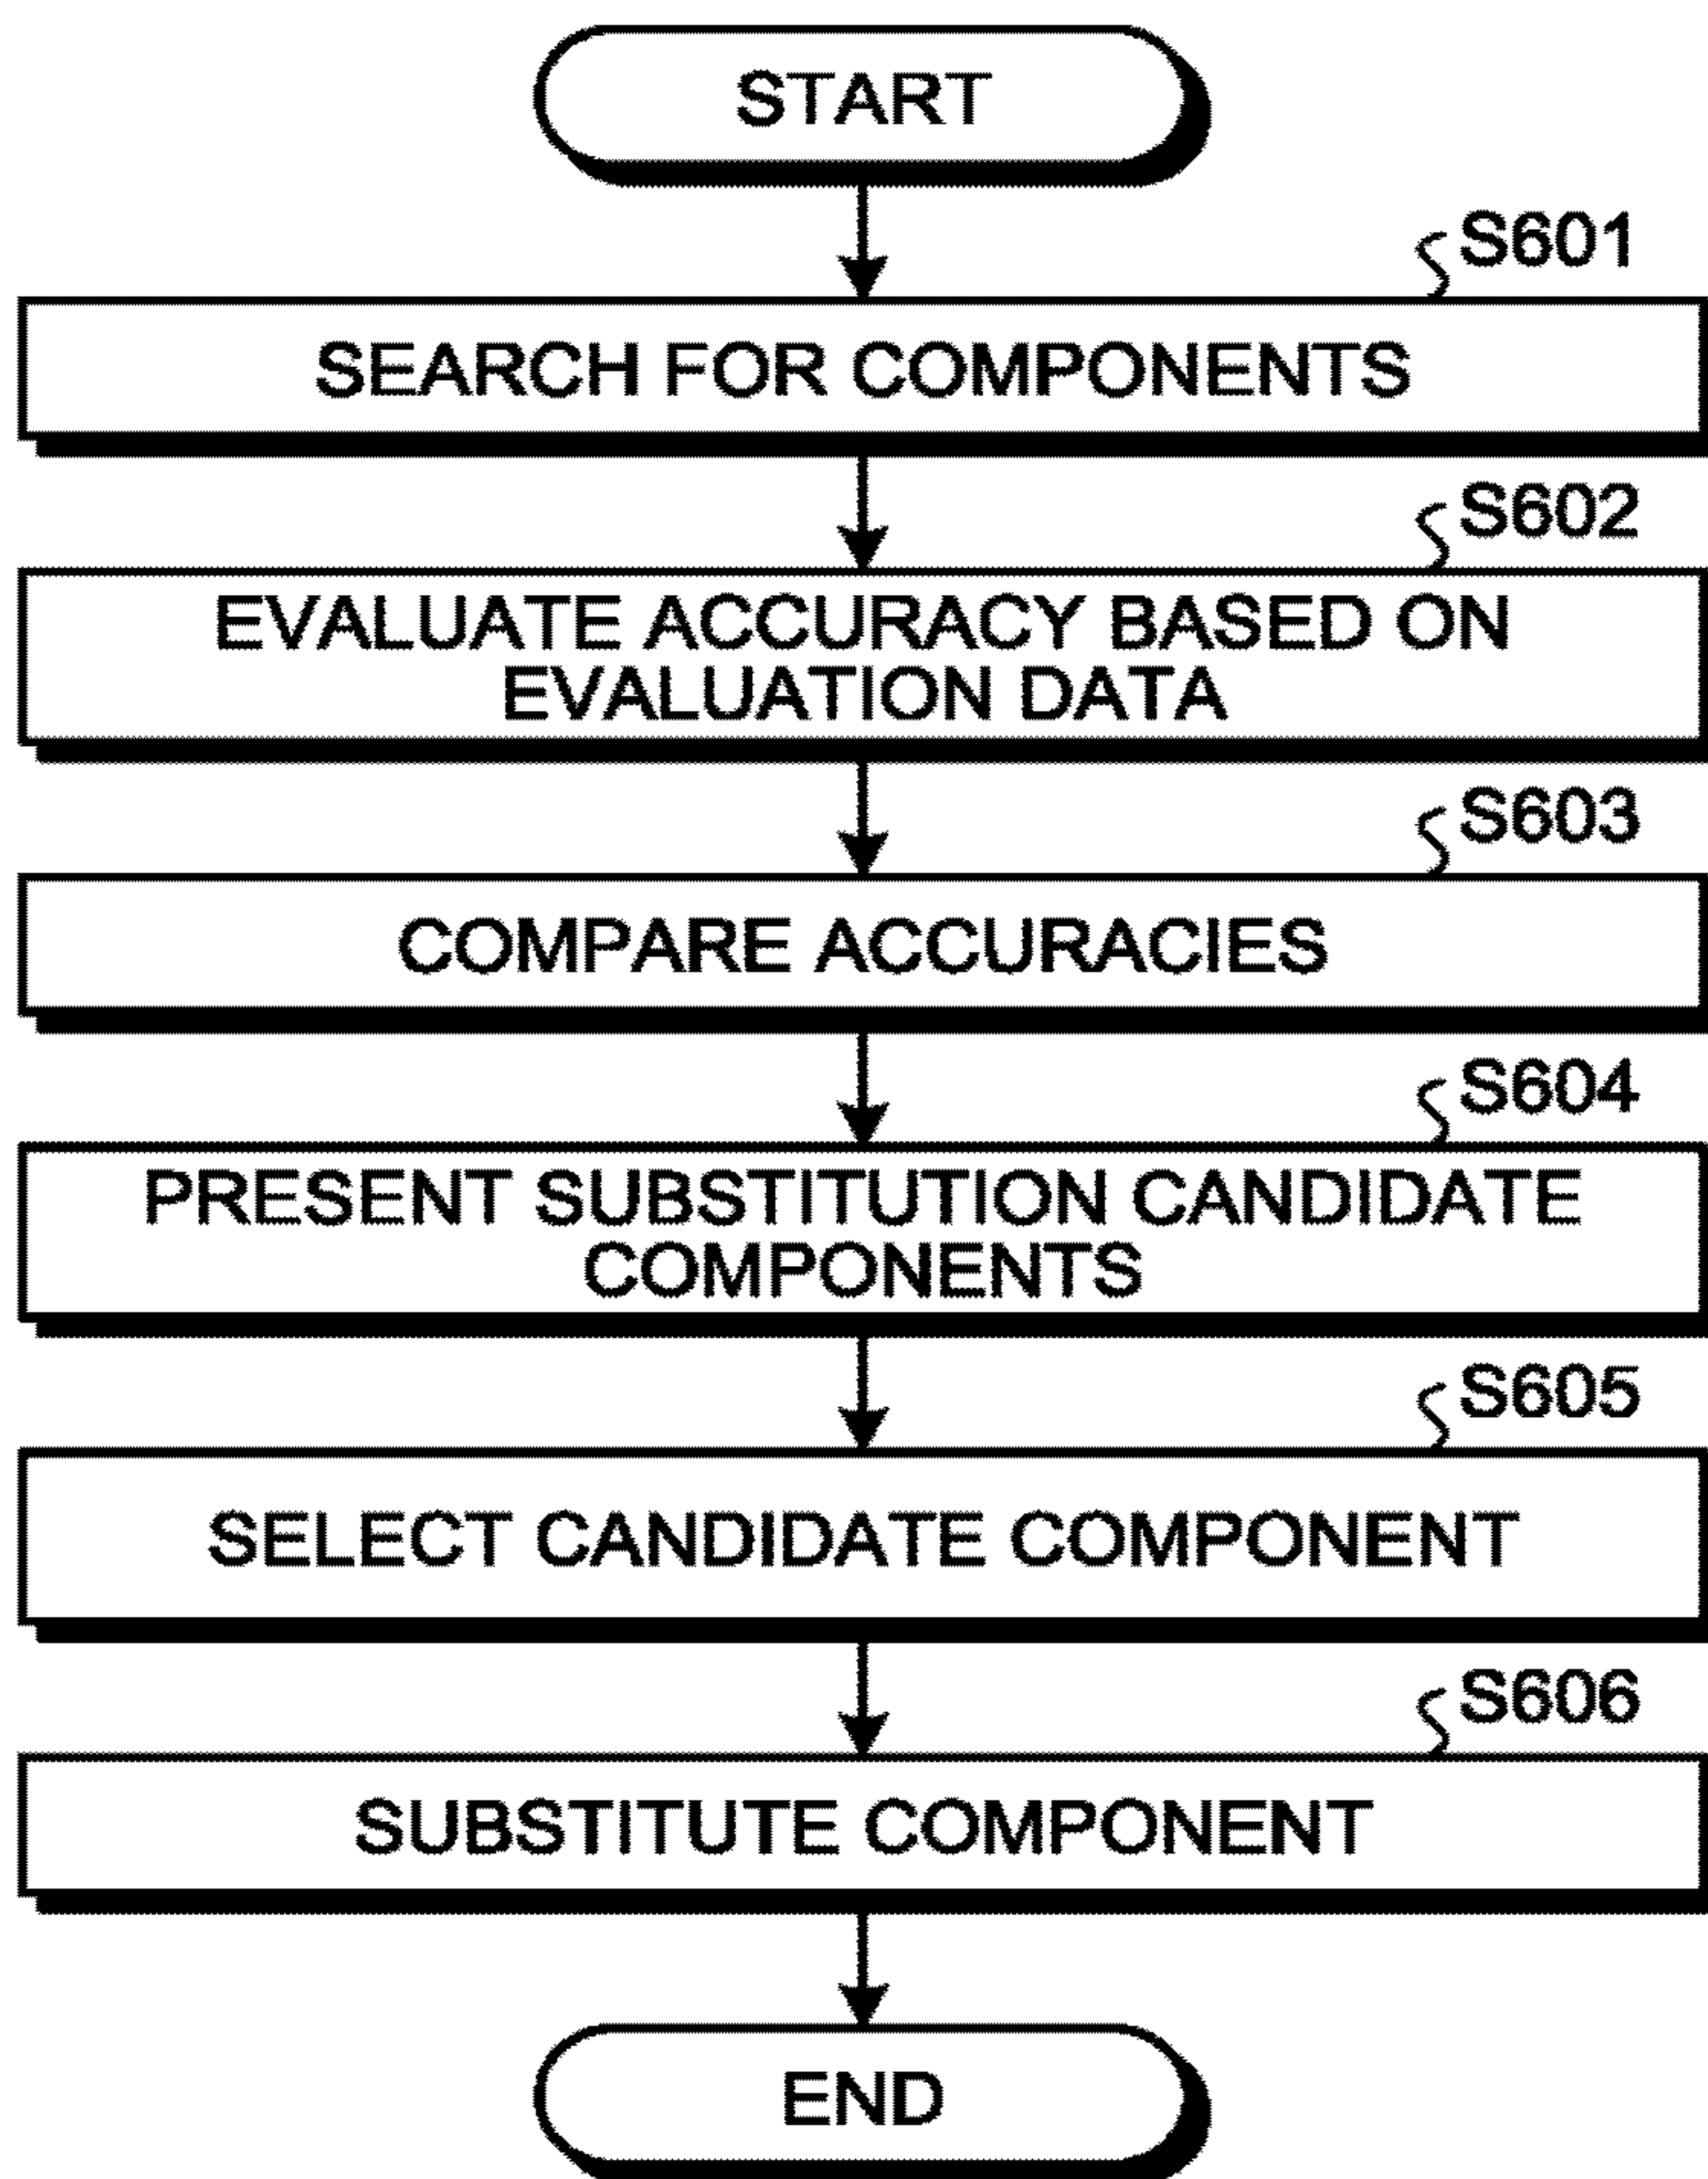 START
S601
SEARCH FOR COMPONENTS
S602
EVALUATE ACCURACY BASED ON
EVALUATION DATA
S603
COMPARE ACCURACIES
S604
PRESENT SUBSTITUTION CANDIDATE
COMPONENTS
S605
SELECT CANDIDATE COMPONENT
S606
SUBSTITUTE COMPONENT
END